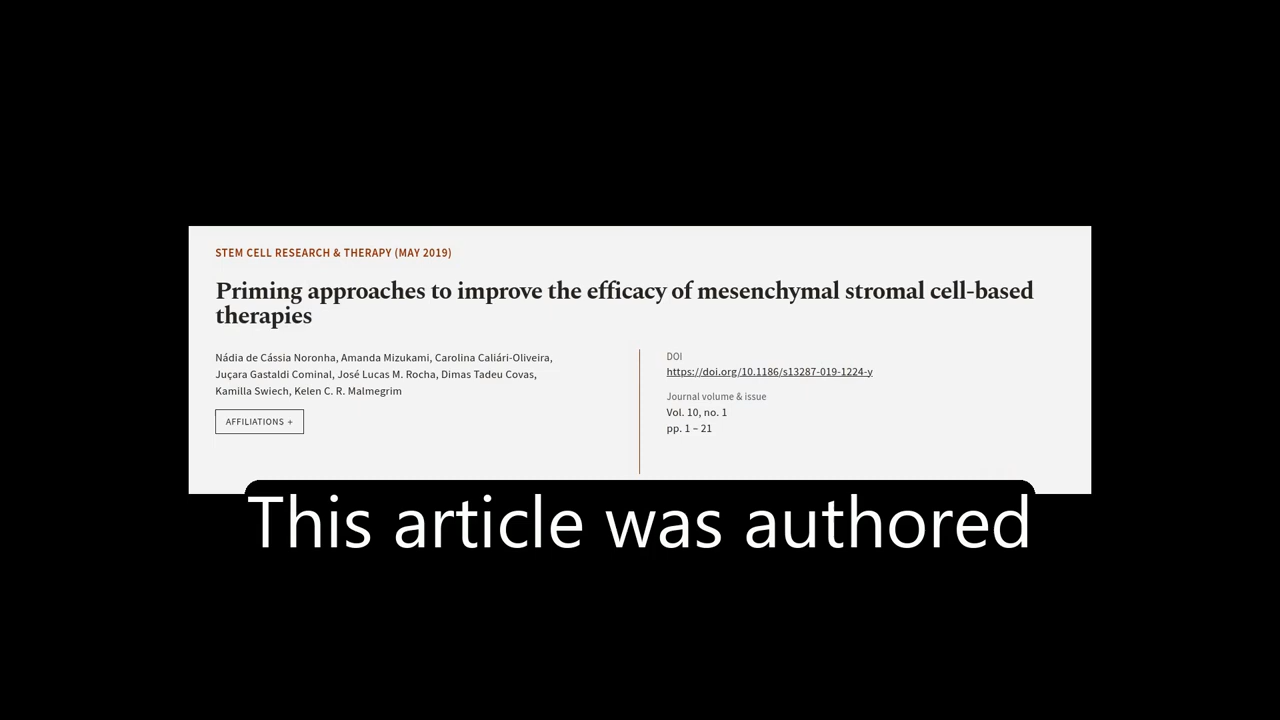 STEM CELL RESEARCH & THERAPY (MAY 2019)
Priming approaches to improve the efficacy of mesenchymal stromal cell-based
therapies
Nádia de Cássia Noronha, Amanda Mizukami, Carolina Caliári-Oliveira,
Juçara Gastaldi Cominal, José Lucas M. Rocha, Dimas Tadeu Covas,
Kamilla Swiech, Kelen C. R. Malmegrim
AFFILIATIONS +
DOI
https://doi.org/10.1186/s13287-019-1224-y
Journal volume & issue
Vol. 10, no. 1
pp. 1 – 21
This article was authored